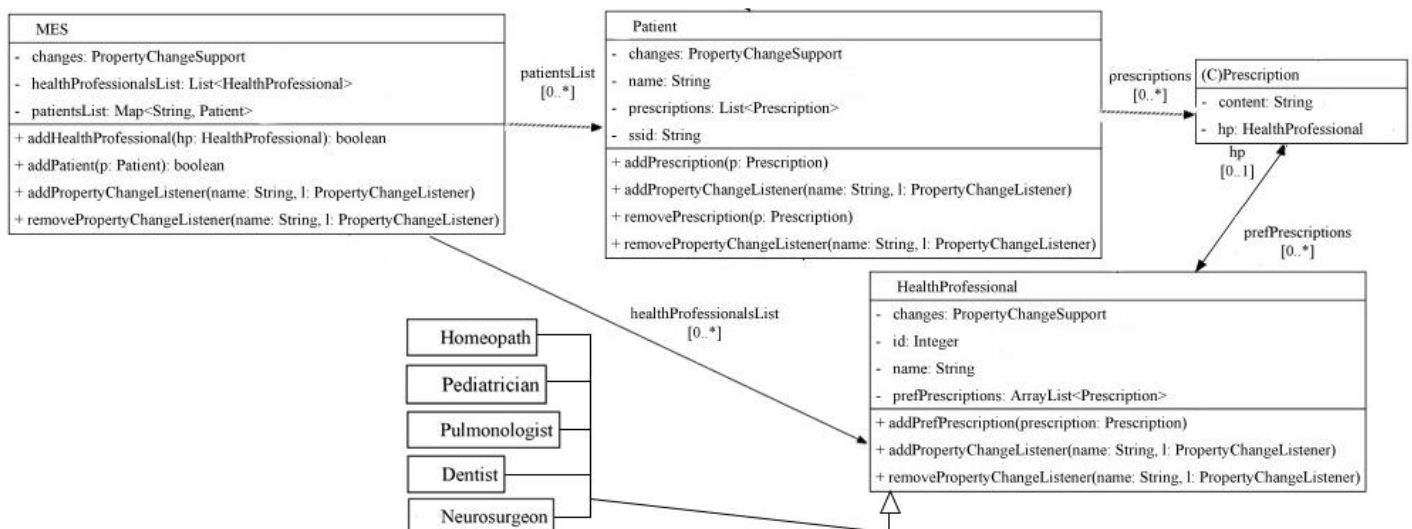 MES
- changes: PropertyChangeSupport
- healthProfessionalsList: List<HealthProfessional>
- patientsList: Map<String, Patient>
+ addHealthProfessional(hp: HealthProfessional): boolean
+ addPatient(p: Patient): boolean
+ addPropertyChangeListener(name: String, l: PropertyChangeListener)
+ removePropertyChangeListener(name: String, l: PropertyChangeListener)
patientsList
[0..*]
Patient
- changes: PropertyChangeSupport
- name: String
- prescriptions: List<Prescription>
- ssid: String
+ addPrescription(p: Prescription)
+ addPropertyChangeListener(name: String, l: PropertyChangeListener)
+ removePrescription(p: Prescription)
+ removePropertyChangeListener(name: String, l: PropertyChangeListener)
prescriptions
[0..*]
(C)Prescription
- content: String
- hp: HealthProfessional
hp
[0..1]
prefPrescriptions
[0..*]
healthProfessionalsList
[0..*]
HealthProfessional
- changes: PropertyChangeSupport
- id: Integer
- name: String
- prefPrescriptions: ArrayList<Prescription>
+ addPrefPrescription(prescription: Prescription)
+ addPropertyChangeListener(name: String, l: PropertyChangeListener)
+ removePropertyChangeListener(name: String, l: PropertyChangeListener)
Homeopath
Pediatrician
Pulmonologist
Dentist
Neurosurgeon